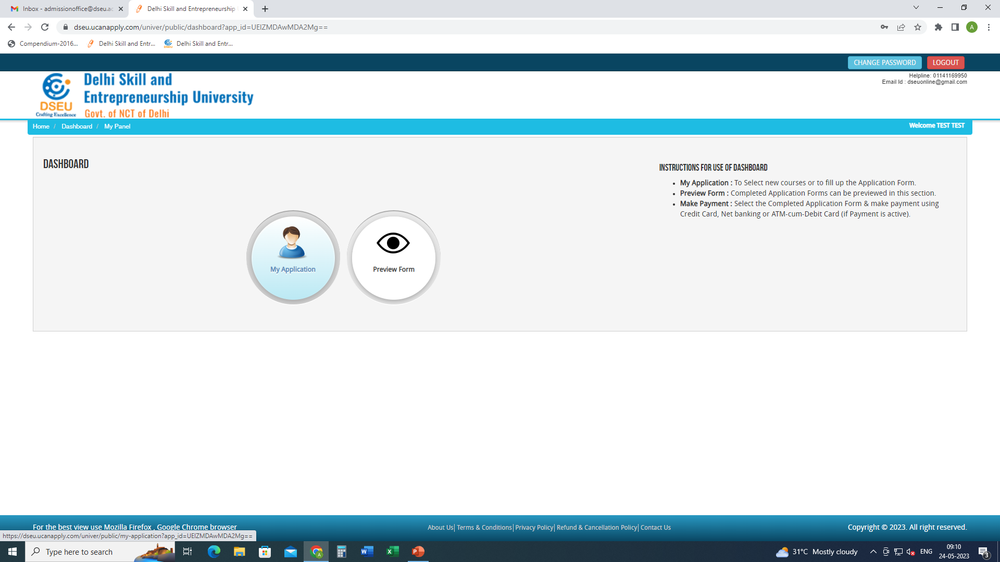 Inbox - admissionoffice@dseu.ac
Delhi Skill and Entrepreneurship
dseu.ucanapply.com/univer/public/dashboard?app_id=UElZMDAwMDA2Mg==
A
Compendium-2016...
Delhi Skill and Entr...
Delhi Skill and Entr...
CHANGE PASSWORD
LOGOUT
Helpline: 01141169950
Email Id : dseuonline@gmail.com
DSEU
Crafting Excellence
Delhi Skill and
Entrepreneurship University
Govt. of NCT of Delhi
Home / Dashboard / My Panel
Welcome TEST TEST
DASHBOARD
My Application
Preview Form
INSTRUCTIONS FOR USE OF DASHBOARD
• My Application : To Select new courses or to fill up the Application Form.
• Preview Form : Completed Application Forms can be previewed in this section.
• Make Payment : Select the Completed Application Form & make payment using
Credit Card, Net banking or ATM-cum-Debit Card (if Payment is active).
For the best view use Mozilla Firefox , Google Chrome browser
About Us| Terms & Conditions| Privacy Policy| Refund & Cancellation Policy| Contact Us
Copyright © 2023. All right reserved.
https://dseu.ucanapply.com/univer/public/my-application?app_id=UElZMDAwMDA2Mg==
Type here to search
31°C Mostly cloudy
ENG
09:10
24-05-2023
3